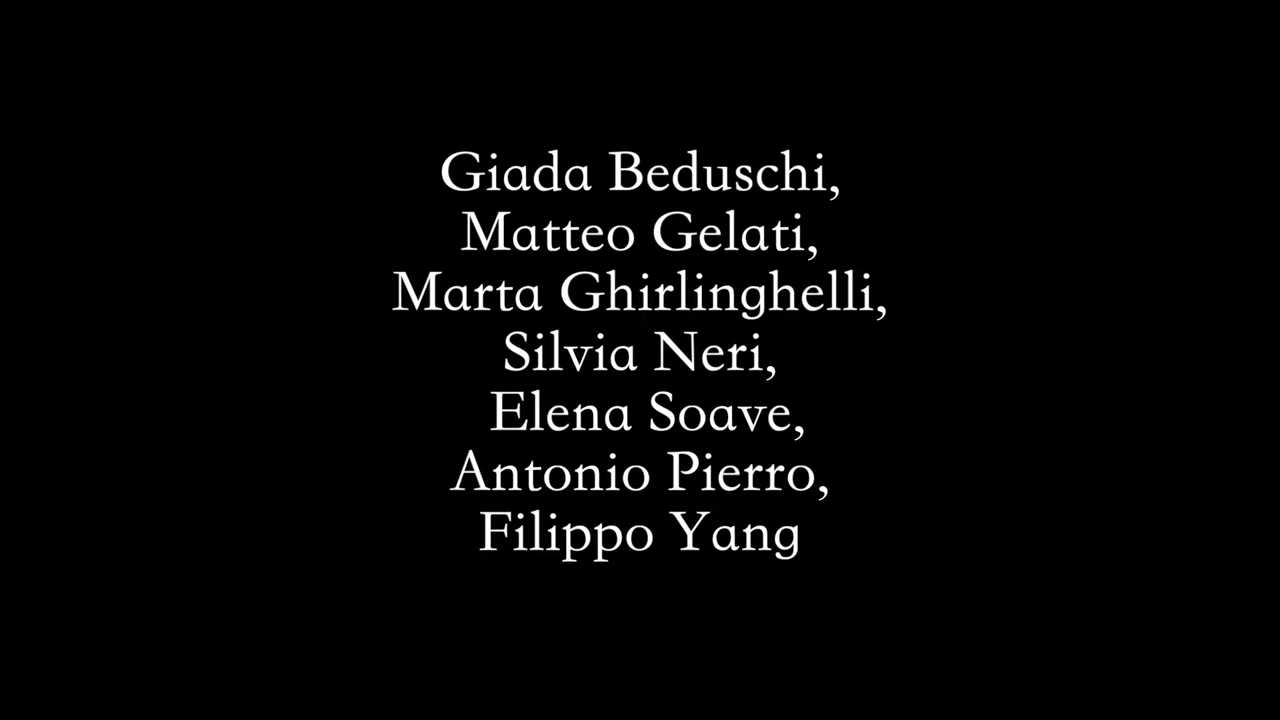 Giada Beduschi,
Matteo Gelati,
Marta Ghirlinghelli,
Silvia Neri,
Elena Soave,
Antonio Pierro,
Filippo Yang